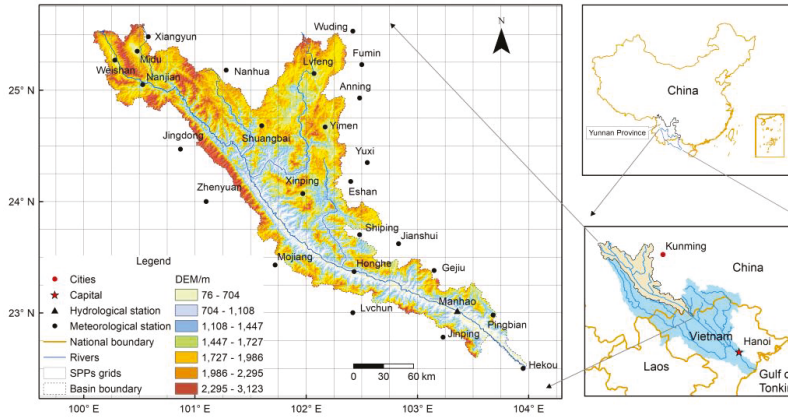 Xiangyun
Midu
Weishan
Nanjian
Nanhua
Wuding
Fumin
Lvfeng
Anning
Yimen
Shuangbai
Jingdong
Yuxi
Zhenyuan
Xinping
Eshan
Shiping
Jianshui
Mojiang
Honghe
Gejiu
Lvchun
Manhao
Pingbian
Jinping
Hekou
N
25° N
24° N
23° N
100° E
101° E
102° E
103° E
104° E
0
30
60 km
Legend
Cities
Capital
Hydrological station
Meteorological station
National boundary
Rivers
SPPs grids
Basin boundary
DEM/m
76 - 704
704 - 1,108
1,108 - 1,447
1,447 - 1,727
1,727 - 1,986
1,986 - 2,295
2,295 - 3,123
China
Yunnan Province
Kunming
China
Vietnam
Hanoi
Laos
Gulf o
Tonkin